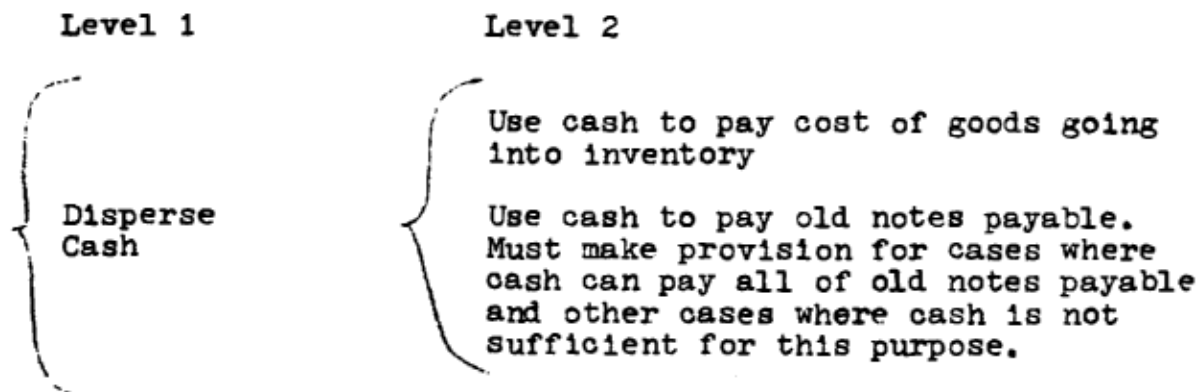 Level 1 Level 2
Use cash to pay cost of goods going
into inventory
Disperse
Cash
Use cash to pay old notes payable.
Must make provision for cases where
cash can pay all of old notes payable
and other cases where cash is not
sufficient for this purpose.